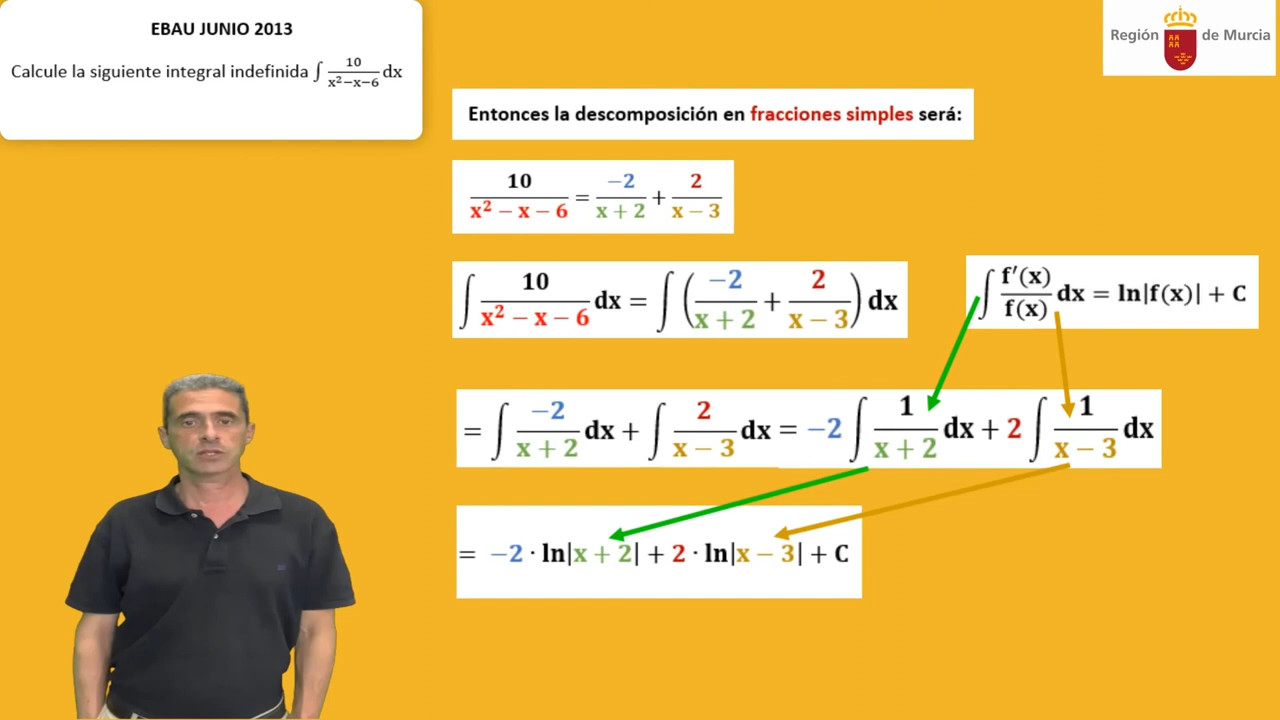 EBAU JUNIO 2013
Calcule la siguiente integral indefinida ∫ 10/(x²−x−6) dx
Región de Murcia
Entonces la descomposición en fracciones simples será:
10/(x² − x − 6) = −2/(x + 2) + 2/(x − 3)
∫ 10/(x² − x − 6) dx = ∫ (−2/(x + 2) + 2/(x − 3)) dx
∫ f′(x)/f(x) dx = ln|f(x)| + C
= ∫ −2/(x + 2) dx + ∫ 2/(x − 3) dx = −2 ∫ 1/(x + 2) dx + 2 ∫ 1/(x − 3) dx
= −2 · ln|x + 2| + 2 · ln|x − 3| + C